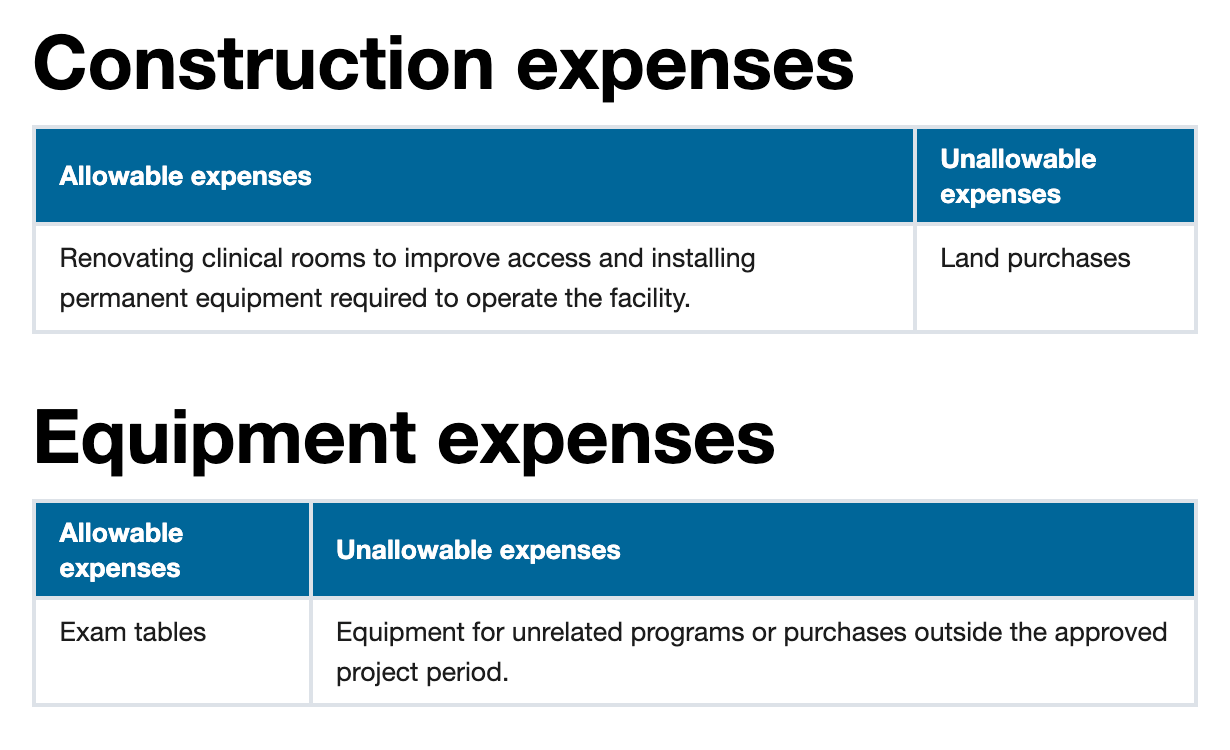 Construction expenses
Allowable expenses
Unallowable
expenses
Renovating clinical rooms to improve access and installing
permanent equipment required to operate the facility.
Land purchases
Equipment expenses
Allowable
expenses
Unallowable expenses
Exam tables
Equipment for unrelated programs or purchases outside the approved
project period.